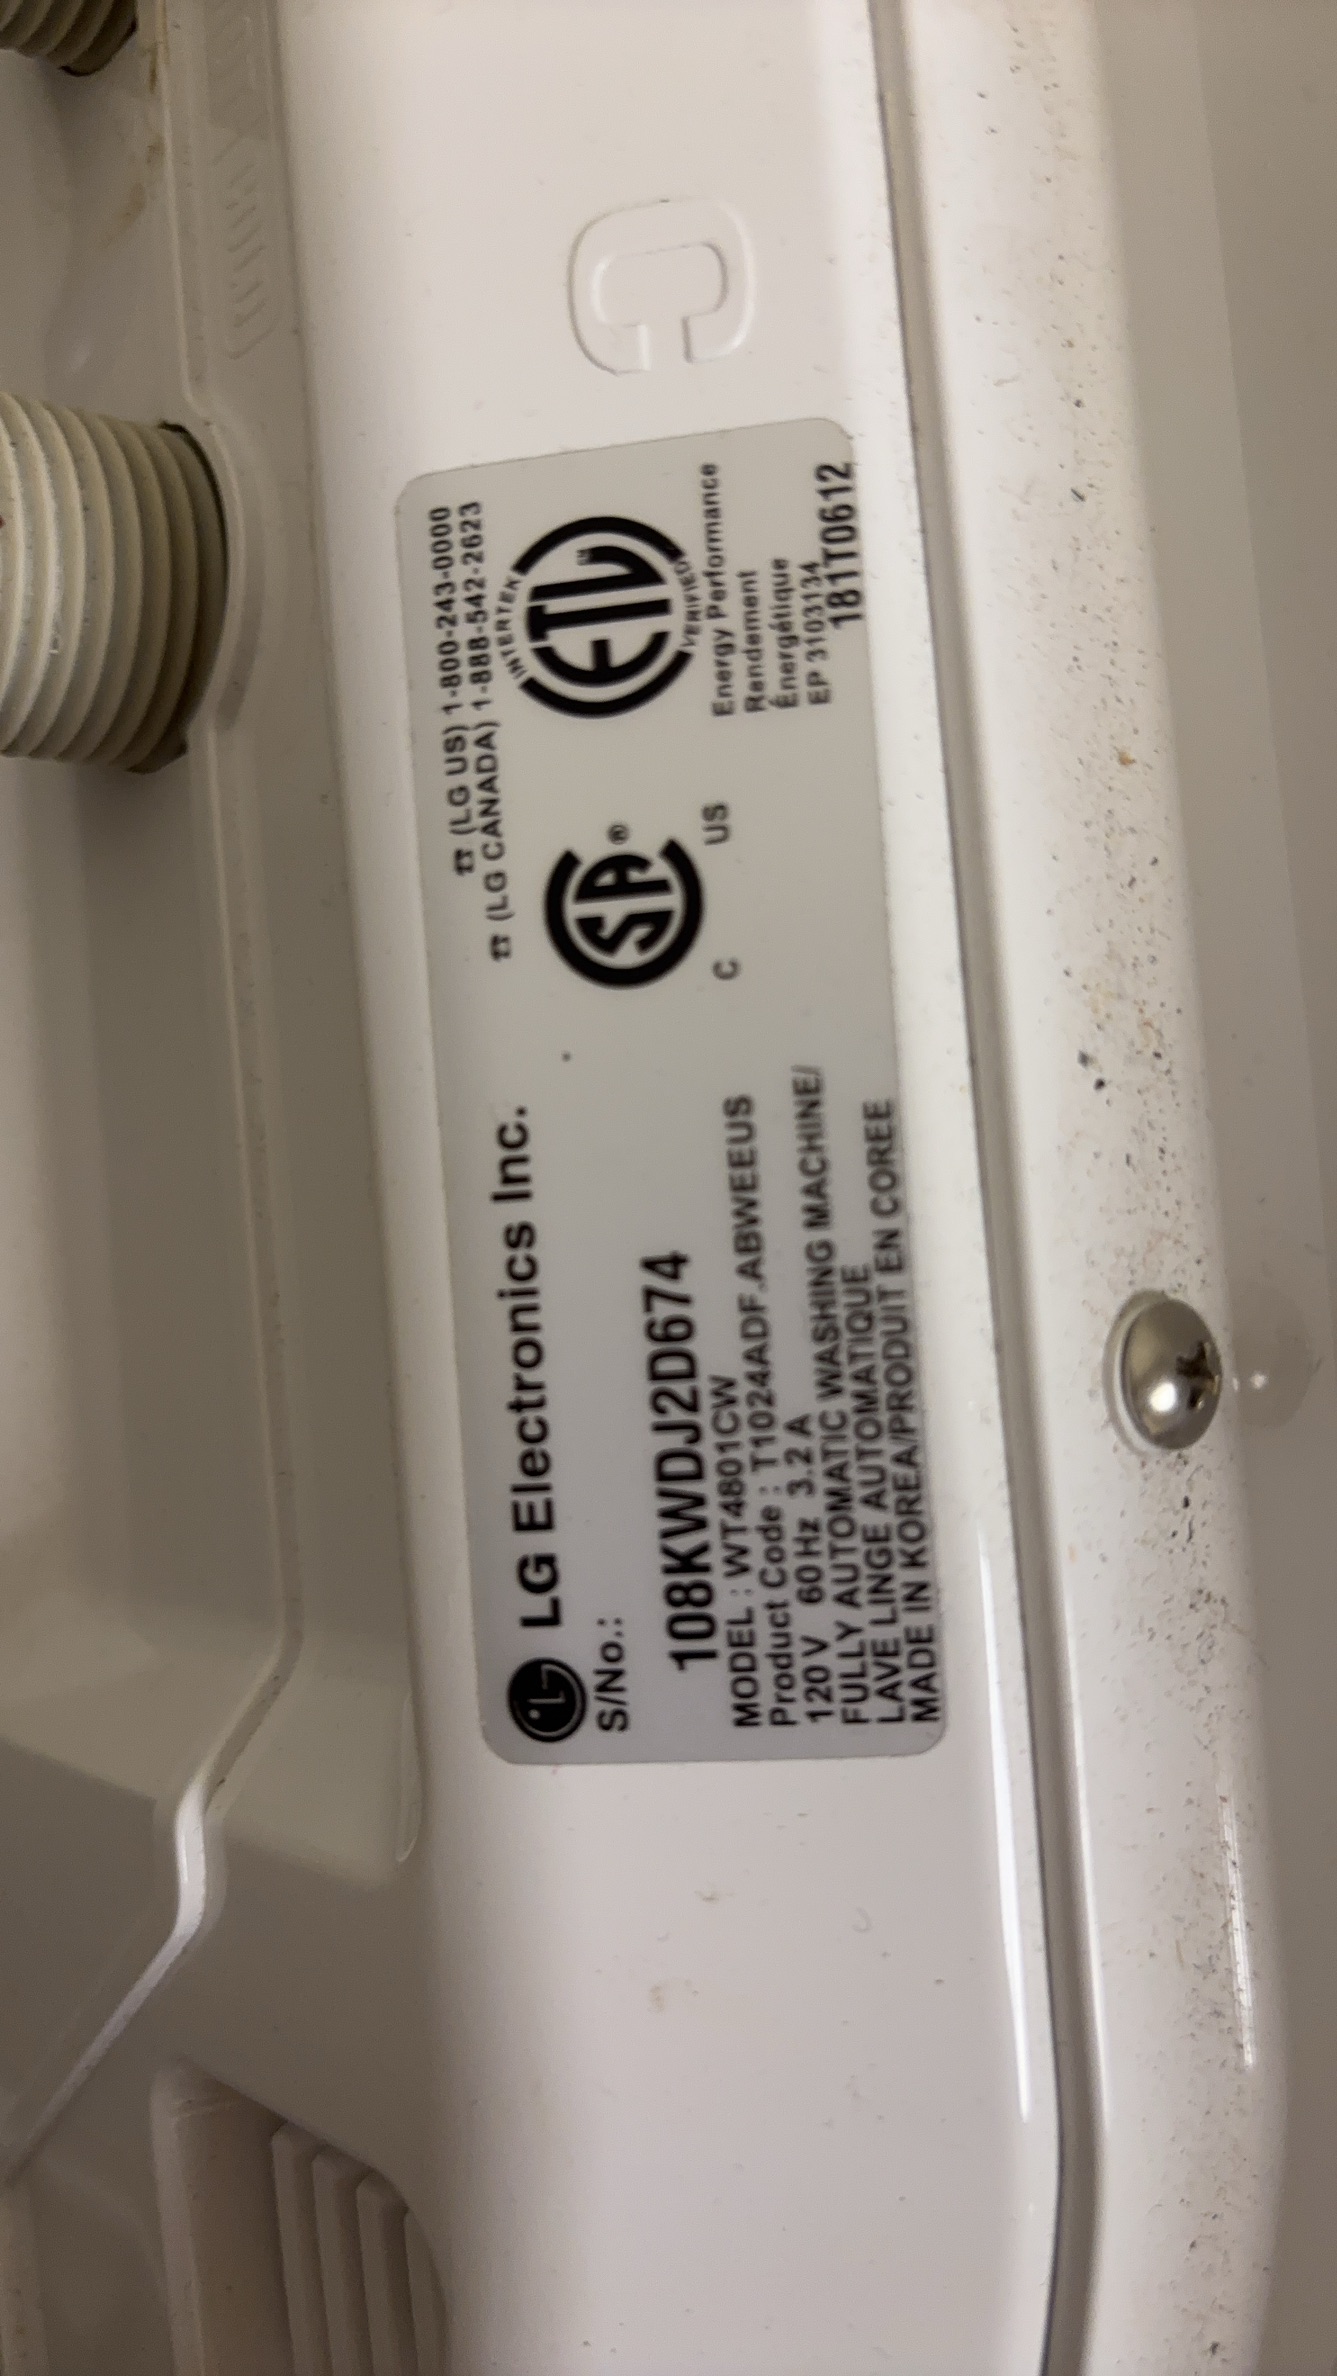 LG LG Electronics Inc.
☎ (LG US) 1-800-243-0000
☎ (LG CANADA) 1-888-542-2623
S/No.:
108KWDJ2D674
MODEL : WT4801CW
Product Code : T1024ADF.ABWEEUS
120 V 60 Hz 3.2 A
FULLY AUTOMATIC WASHING MACHINE/
LAVE LINGE AUTOMATIQUE
MADE IN KOREA/PRODUIT EN COREE
SA®
C US
INTERTEK
ETL
VERIFIED
Energy Performance
Rendement
Énergétique
EP 3103134
181T0612
C